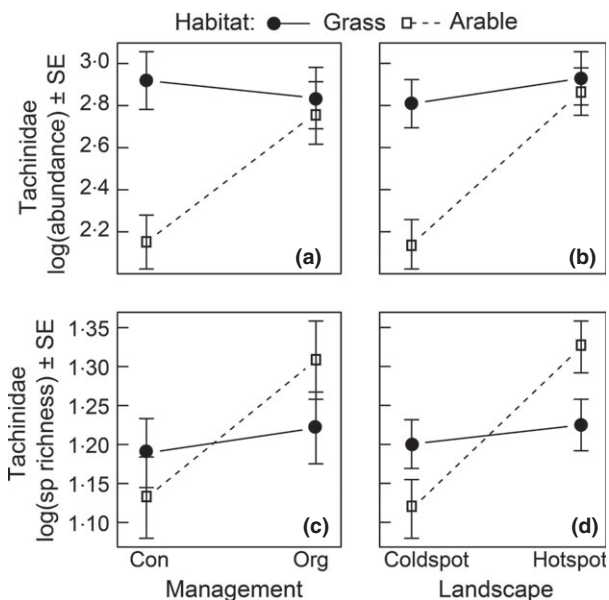 Habitat: Grass Arable
Tachinidae
log(abundance) ± SE
3·0
2·8
2·6
2·4
2·2
(a)
(b)
Tachinidae
log(sp richness) ± SE
1·35
1·30
1·25
1·20
1·15
1·10
(c)
(d)
Con Org Coldspot Hotspot
Management Landscape